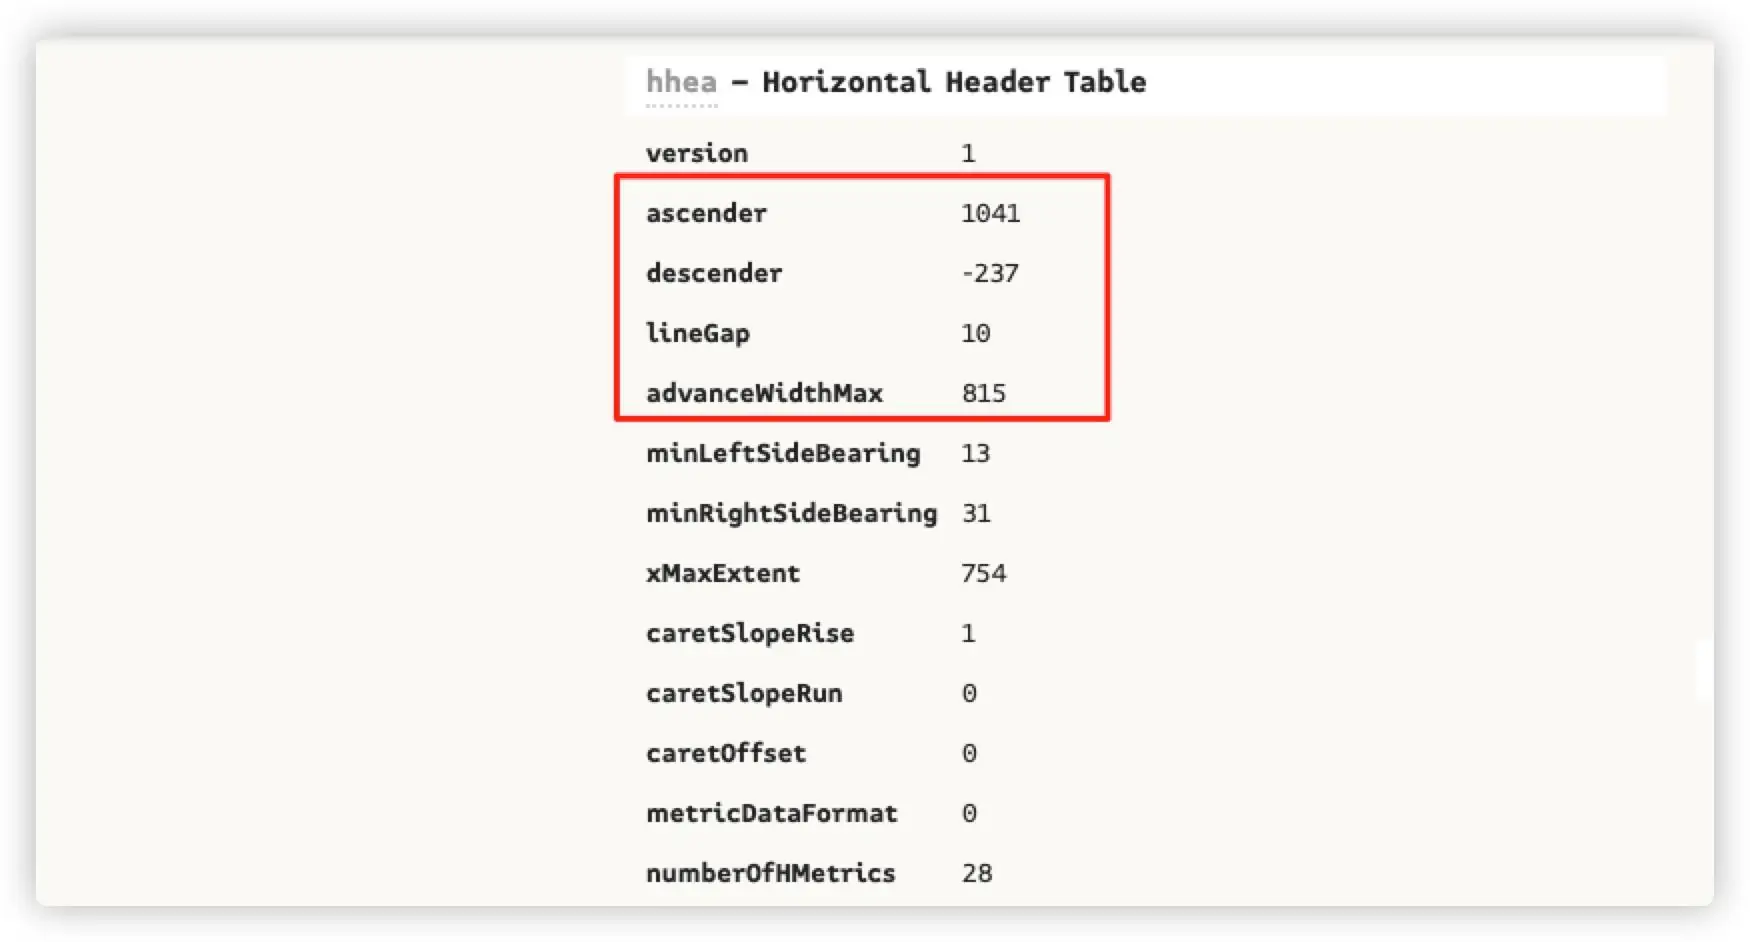 hhea – Horizontal Header Table
version 1
ascender 1041
descender -237
lineGap 10
advanceWidthMax 815
minLeftSideBearing 13
minRightSideBearing 31
xMaxExtent 754
caretSlopeRise 1
caretSlopeRun 0
caretOffset 0
metricDataFormat 0
numberOfHMetrics 28